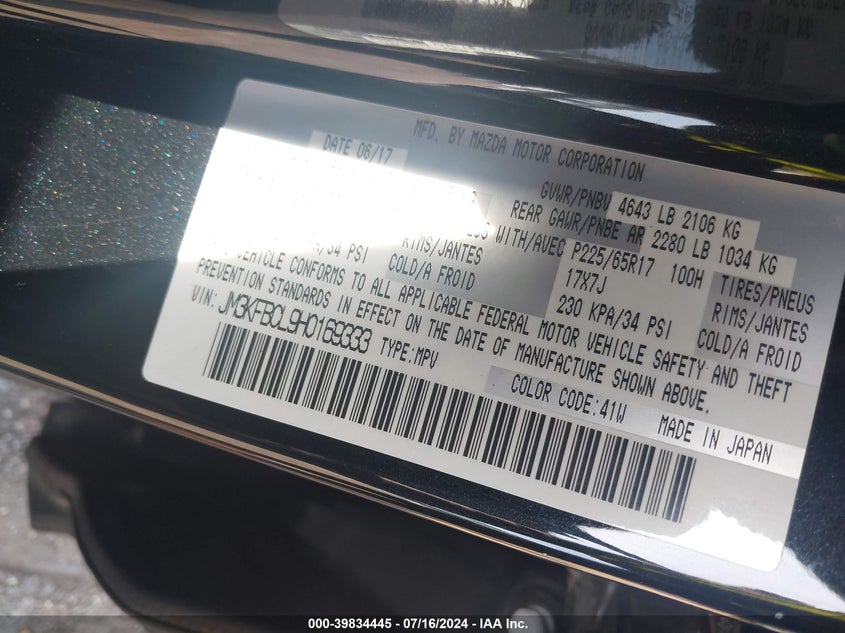 MFD. BY MAZDA MOTOR CORPORATION
DATE 06/17
GVWR/PNBV 4643 LB 2106 KG
REAR GAWR/PNBE AR 2280 LB 1034 KG
WITH/AVEC P225/65R17 100H TIRES/PNEUS
RIMS/JANTES 17X7J RIMS/JANTES
/34 PSI COLD/A FROID 230 KPA/34 PSI COLD/A FROID
VEHICLE CONFORMS TO ALL APPLICABLE FEDERAL MOTOR VEHICLE SAFETY AND THEFT
PREVENTION STANDARDS IN EFFECT ON THE DATE OF MANUFACTURE SHOWN ABOVE.
VIN: JM3KFBCL9H0169333 TYPE:MPV
COLOR CODE:41W
MADE IN JAPAN
000-39834445 - 07/16/2024 - IAA Inc.